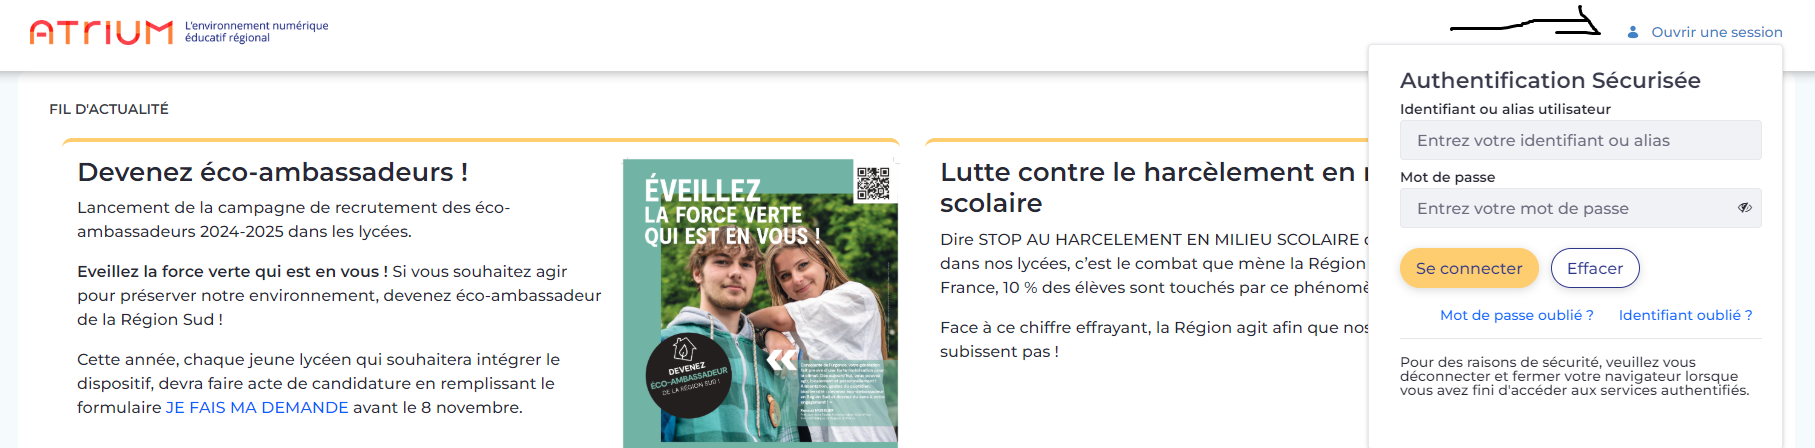 ATRIUM
L'environnement numérique
éducatif régional
Ouvrir une session
FIL D'ACTUALITÉ
Devenez éco-ambassadeurs !
Lancement de la campagne de recrutement des éco-
ambassadeurs 2024-2025 dans les lycées.
Eveillez la force verte qui est en vous ! Si vous souhaitez agir
pour préserver notre environnement, devenez éco-ambassadeur
de la Région Sud !
Cette année, chaque jeune lycéen qui souhaitera intégrer le
dispositif, devra faire acte de candidature en remplissant le
formulaire JE FAIS MA DEMANDE avant le 8 novembre.
ÉVEILLEZ
LA FORCE VERTE
QUI EST EN VOUS !
DEVENEZ
ÉCO-AMBASSADEUR
DE LA RÉGION SUD !
Lutte contre le harcèlement en
scolaire
Dire STOP AU HARCELEMENT EN MILIEU SCOLAIRE
dans nos lycées, c'est le combat que mène la Région
France, 10 % des élèves sont touchés par ce
Face à ce chiffre effrayant, la Région agit afin que nos
subissent pas !
Authentification Sécurisée
Identifiant ou alias utilisateur
Entrez votre identifiant ou alias
Mot de passe
Entrez votre mot de passe
Se connecter
Effacer
Mot de passe oublié ?
Identifiant oublié ?
Pour des raisons de sécurité, veuillez vous
déconnecter et fermer votre navigateur lorsque
vous avez fini d'accéder aux services authentifiés.